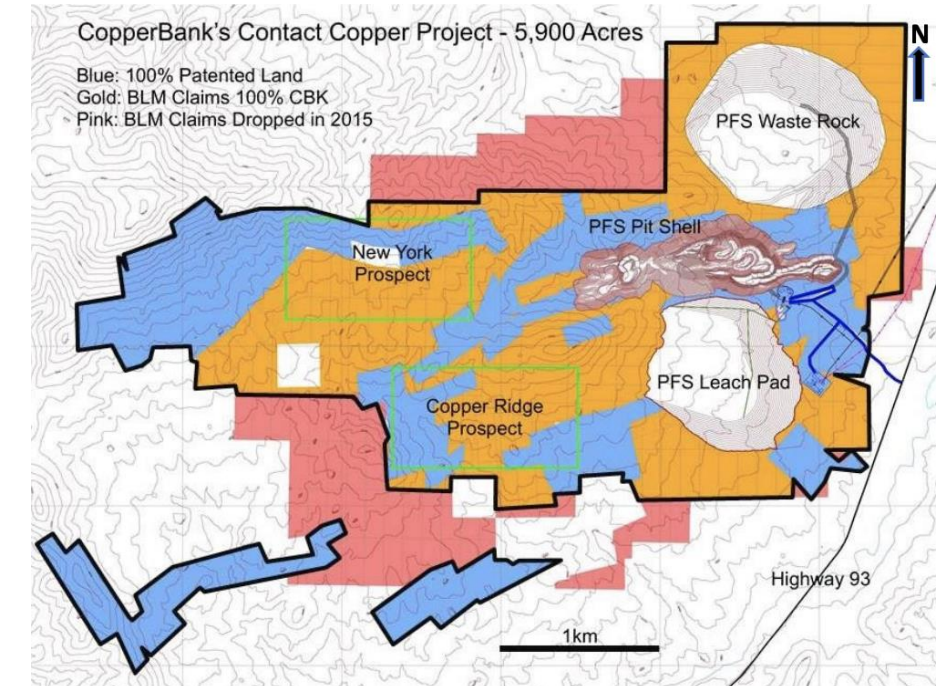 CopperBank's Contact Copper Project - 5,900 Acres
N
Blue: 100% Patented Land
Gold: BLM Claims 100% CBK
Pink: BLM Claims Dropped in 2015
PFS Waste Rock
PFS Pit Shell
New York
Prospect
PFS Leach Pad
Copper Ridge
Prospect
Highway 93
1km